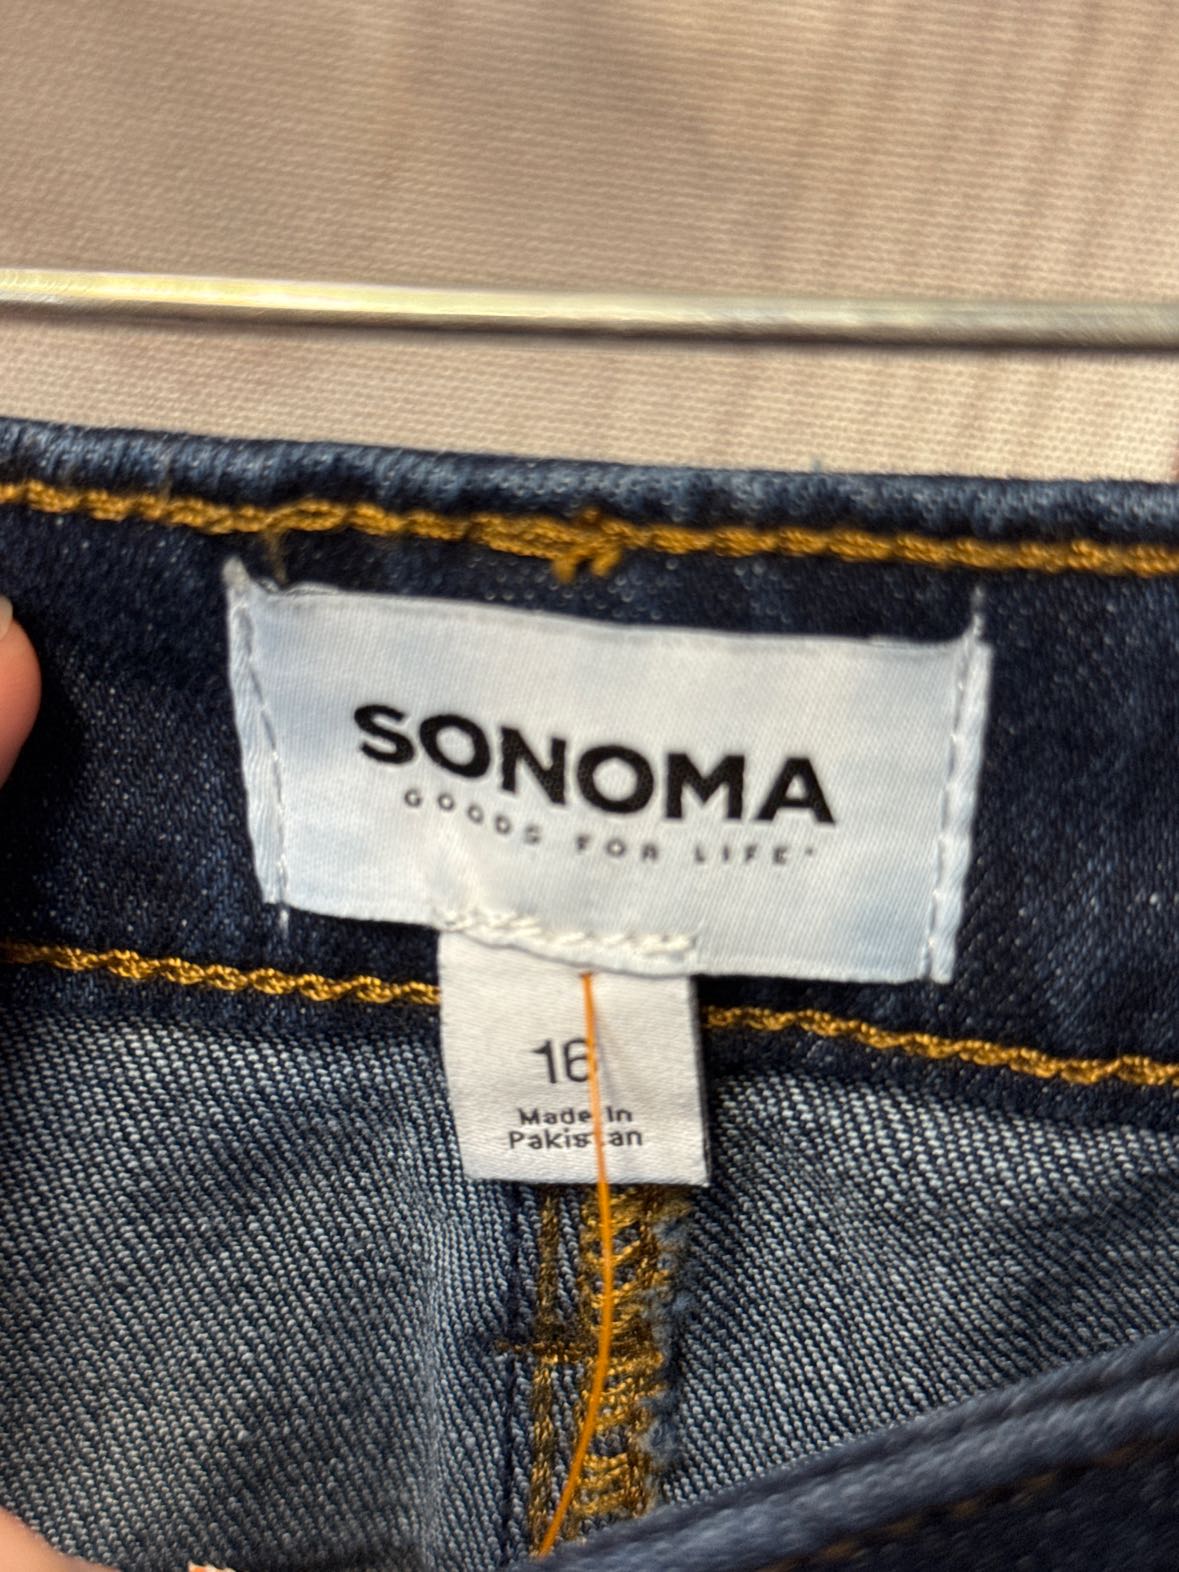 SONOMA
GOODS FOR LIFE
16
Made In
Pakistan